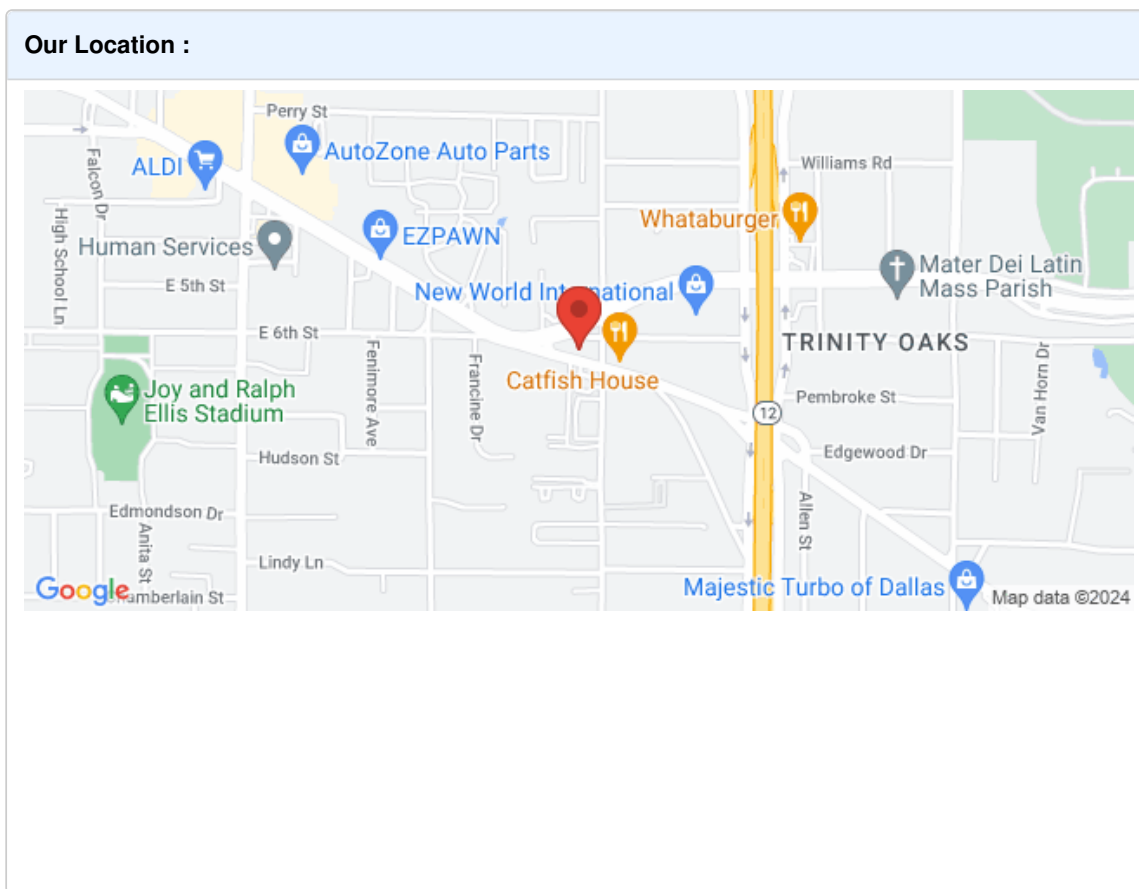 Our Location :
Perry St
AutoZone Auto Parts
ALDI
Falcon Dr
Williams Rd
High School Ln
Whataburger
EZPAWN
Human Services
Mater Dei Latin
Mass Parish
E 5th St
New World International
E 6th St
TRINITY OAKS
Fenimore Ave
Francine Dr
Van Horn Dr
Catfish House
Joy and Ralph
Ellis Stadium
Pembroke St
12
Hudson St
Edgewood Dr
Edmondson Dr
Anita St
Allen St
Lindy Ln
Majestic Turbo of Dallas
Google
hamberlain St
Map data ©2024